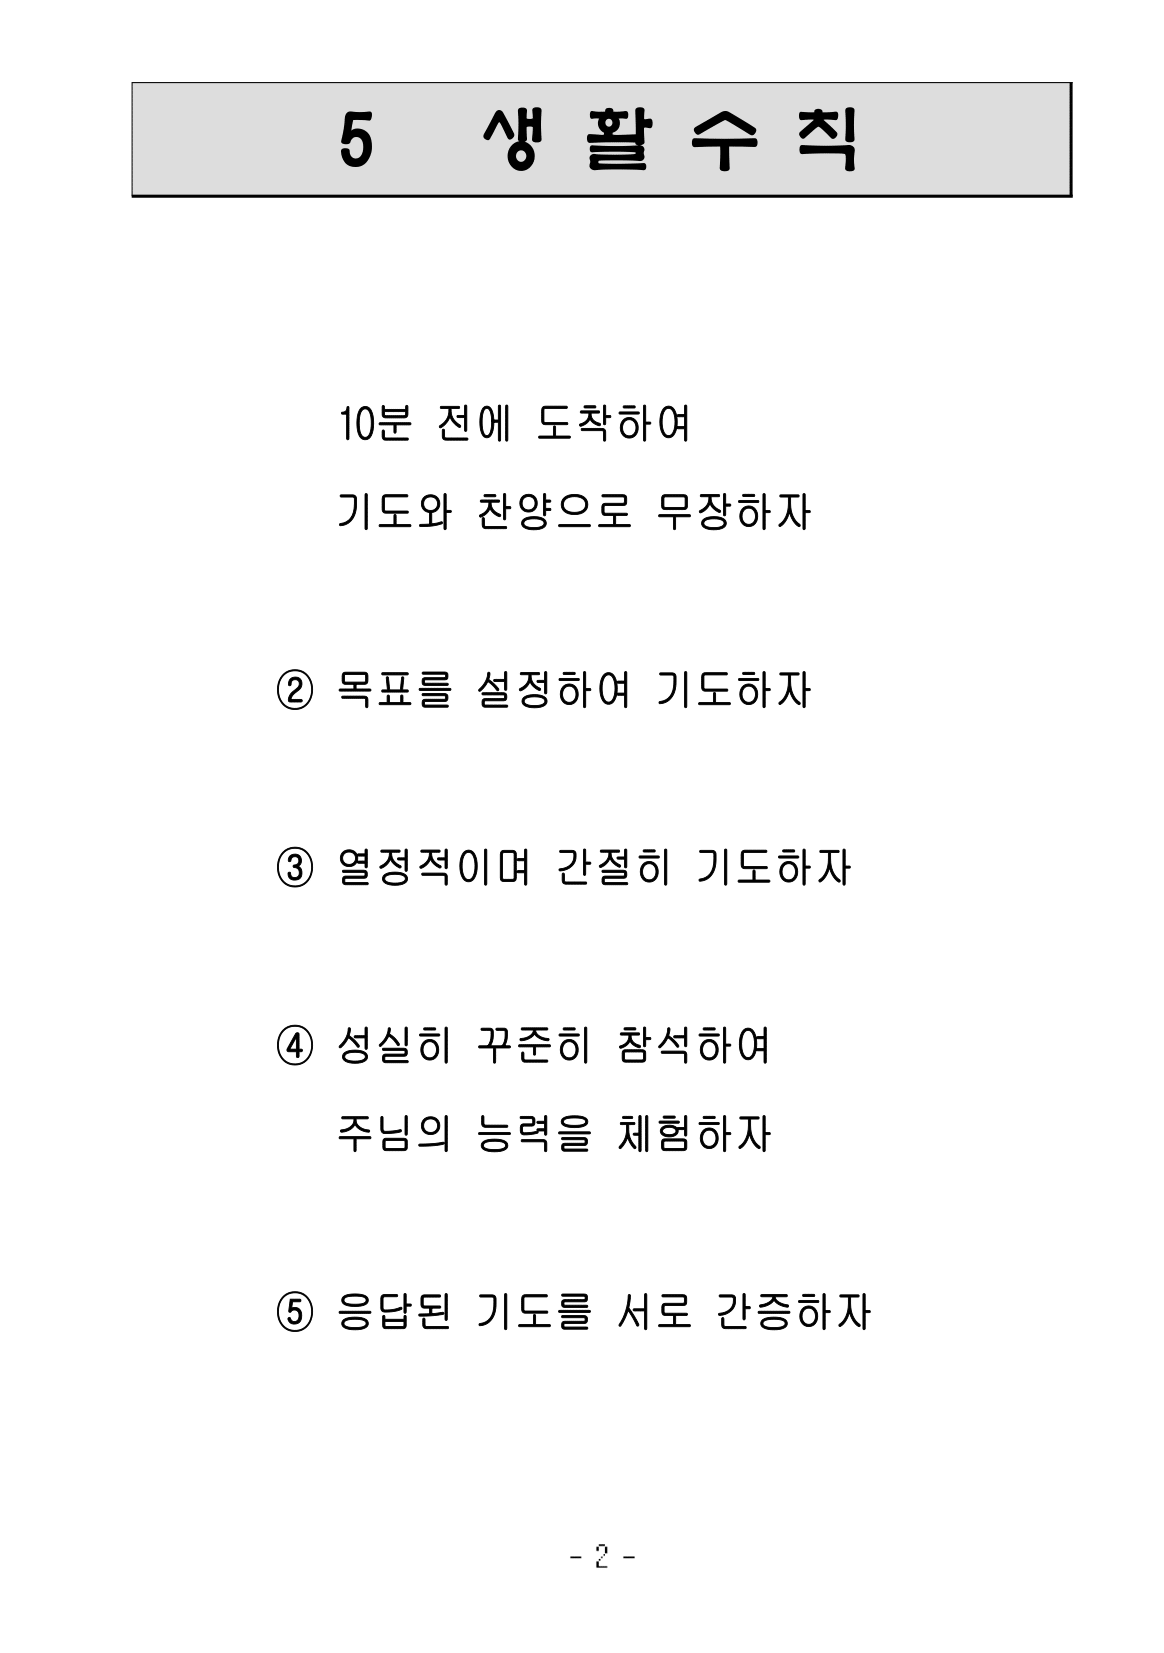 5 생활수칙
10분 전에 도착하여
기도와 찬양으로 무장하자
② 목표를 설정하여 기도하자
③ 열정적이며 간절히 기도하자
④ 성실히 꾸준히 참석하여
주님의 능력을 체험하자
⑤ 응답된 기도를 서로 간증하자
- 2 -